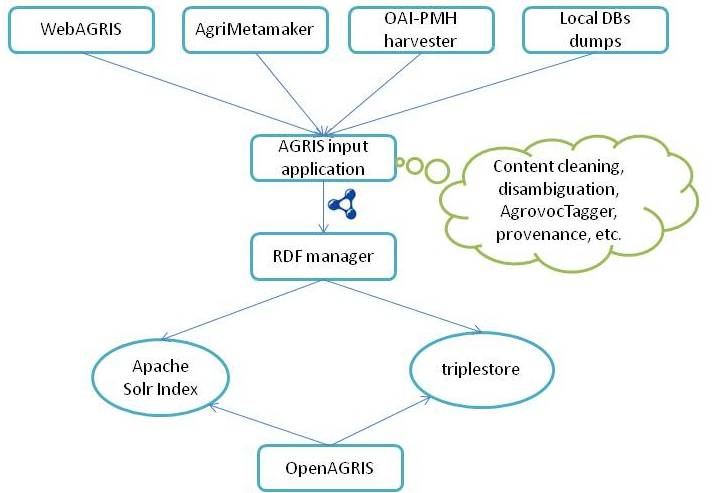 WebAGRIS
AgriMetamaker
OAI-PMH
harvester
Local DBs
dumps
AGRIS input
application
Content cleaning,
disambiguation,
AgrovocTagger,
provenance, etc.
RDF manager
Apache
Solr Index
triplestore
OpenAGRIS